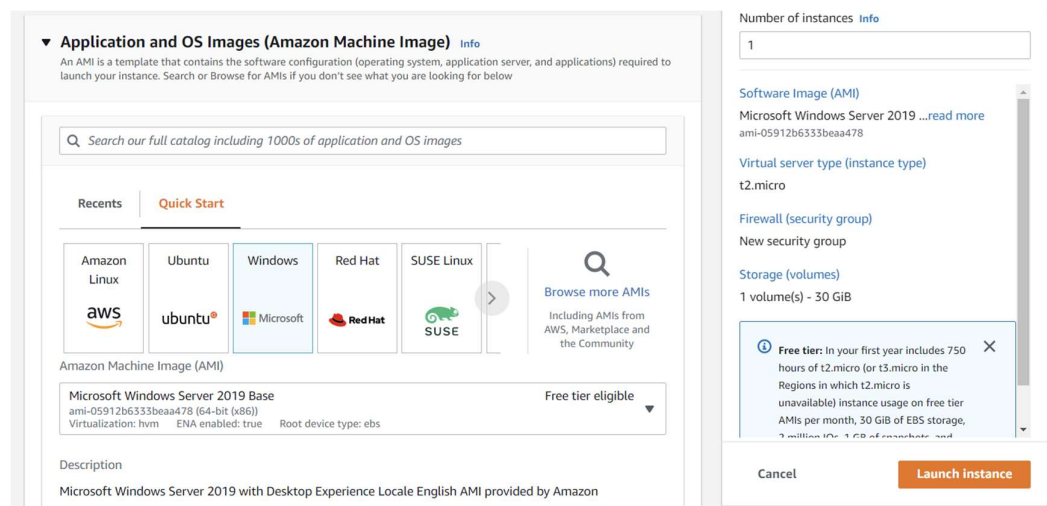 Application and OS Images (Amazon Machine Image) Info
An AMI is a template that contains the software configuration (operating system, application server, and applications) required to
launch your instance. Search or Browse for AMIs if you don't see what you are looking for below
Search our full catalog including 1000s of application and OS images
Recents
Quick Start
Amazon
Linux
aws
Ubuntu
ubuntu®
Windows
Microsoft
Red Hat
Red Hat
SUSE Linux
SUSE
Browse more AMIs
Including AMIs from
AWS, Marketplace and
the Community
Amazon Machine Image (AMI)
Microsoft Windows Server 2019 Base
Free tier eligible
ami-05912b6333beaa478 (64-bit (x86))
Virtualization: hvm ENA enabled: true Root device type: ebs
Description
Microsoft Windows Server 2019 with Desktop Experience Locale English AMI provided by Amazon
Number of instances Info
1
Software Image (AMI)
Microsoft Windows Server 2019 ...read more
ami-05912b6333beaa478
Virtual server type (instance type)
t2.micro
Firewall (security group)
New security group
Storage (volumes)
1 volume(s) - 30 GiB
Free tier: In your first year includes 750
hours of t2.micro (or t3.micro in the
Regions in which t2.micro is
unavailable) instance usage on free tier
AMIs per month, 30 GiB of EBS storage,
2 million IOs, 1 GB of snapshots, and
Cancel
Launch instance